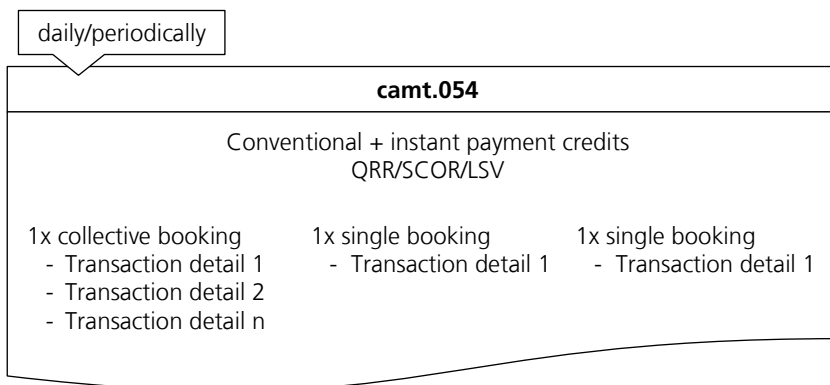 daily/periodically
camt.054
Conventional + instant payment credits
QRR/SCOR/LSV
1x collective booking
- Transaction detail 1
- Transaction detail 2
- Transaction detail n
1x single booking
- Transaction detail 1
1x single booking
- Transaction detail 1